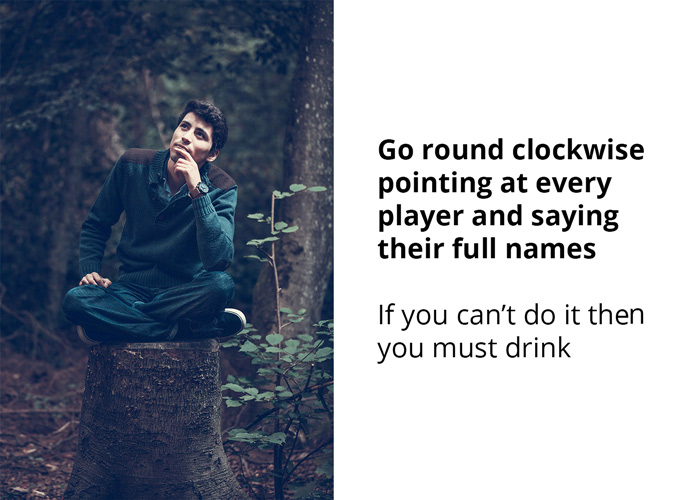 Go round clockwise
pointing at every
player and saying
their full names
If you can’t do it then
you must drink